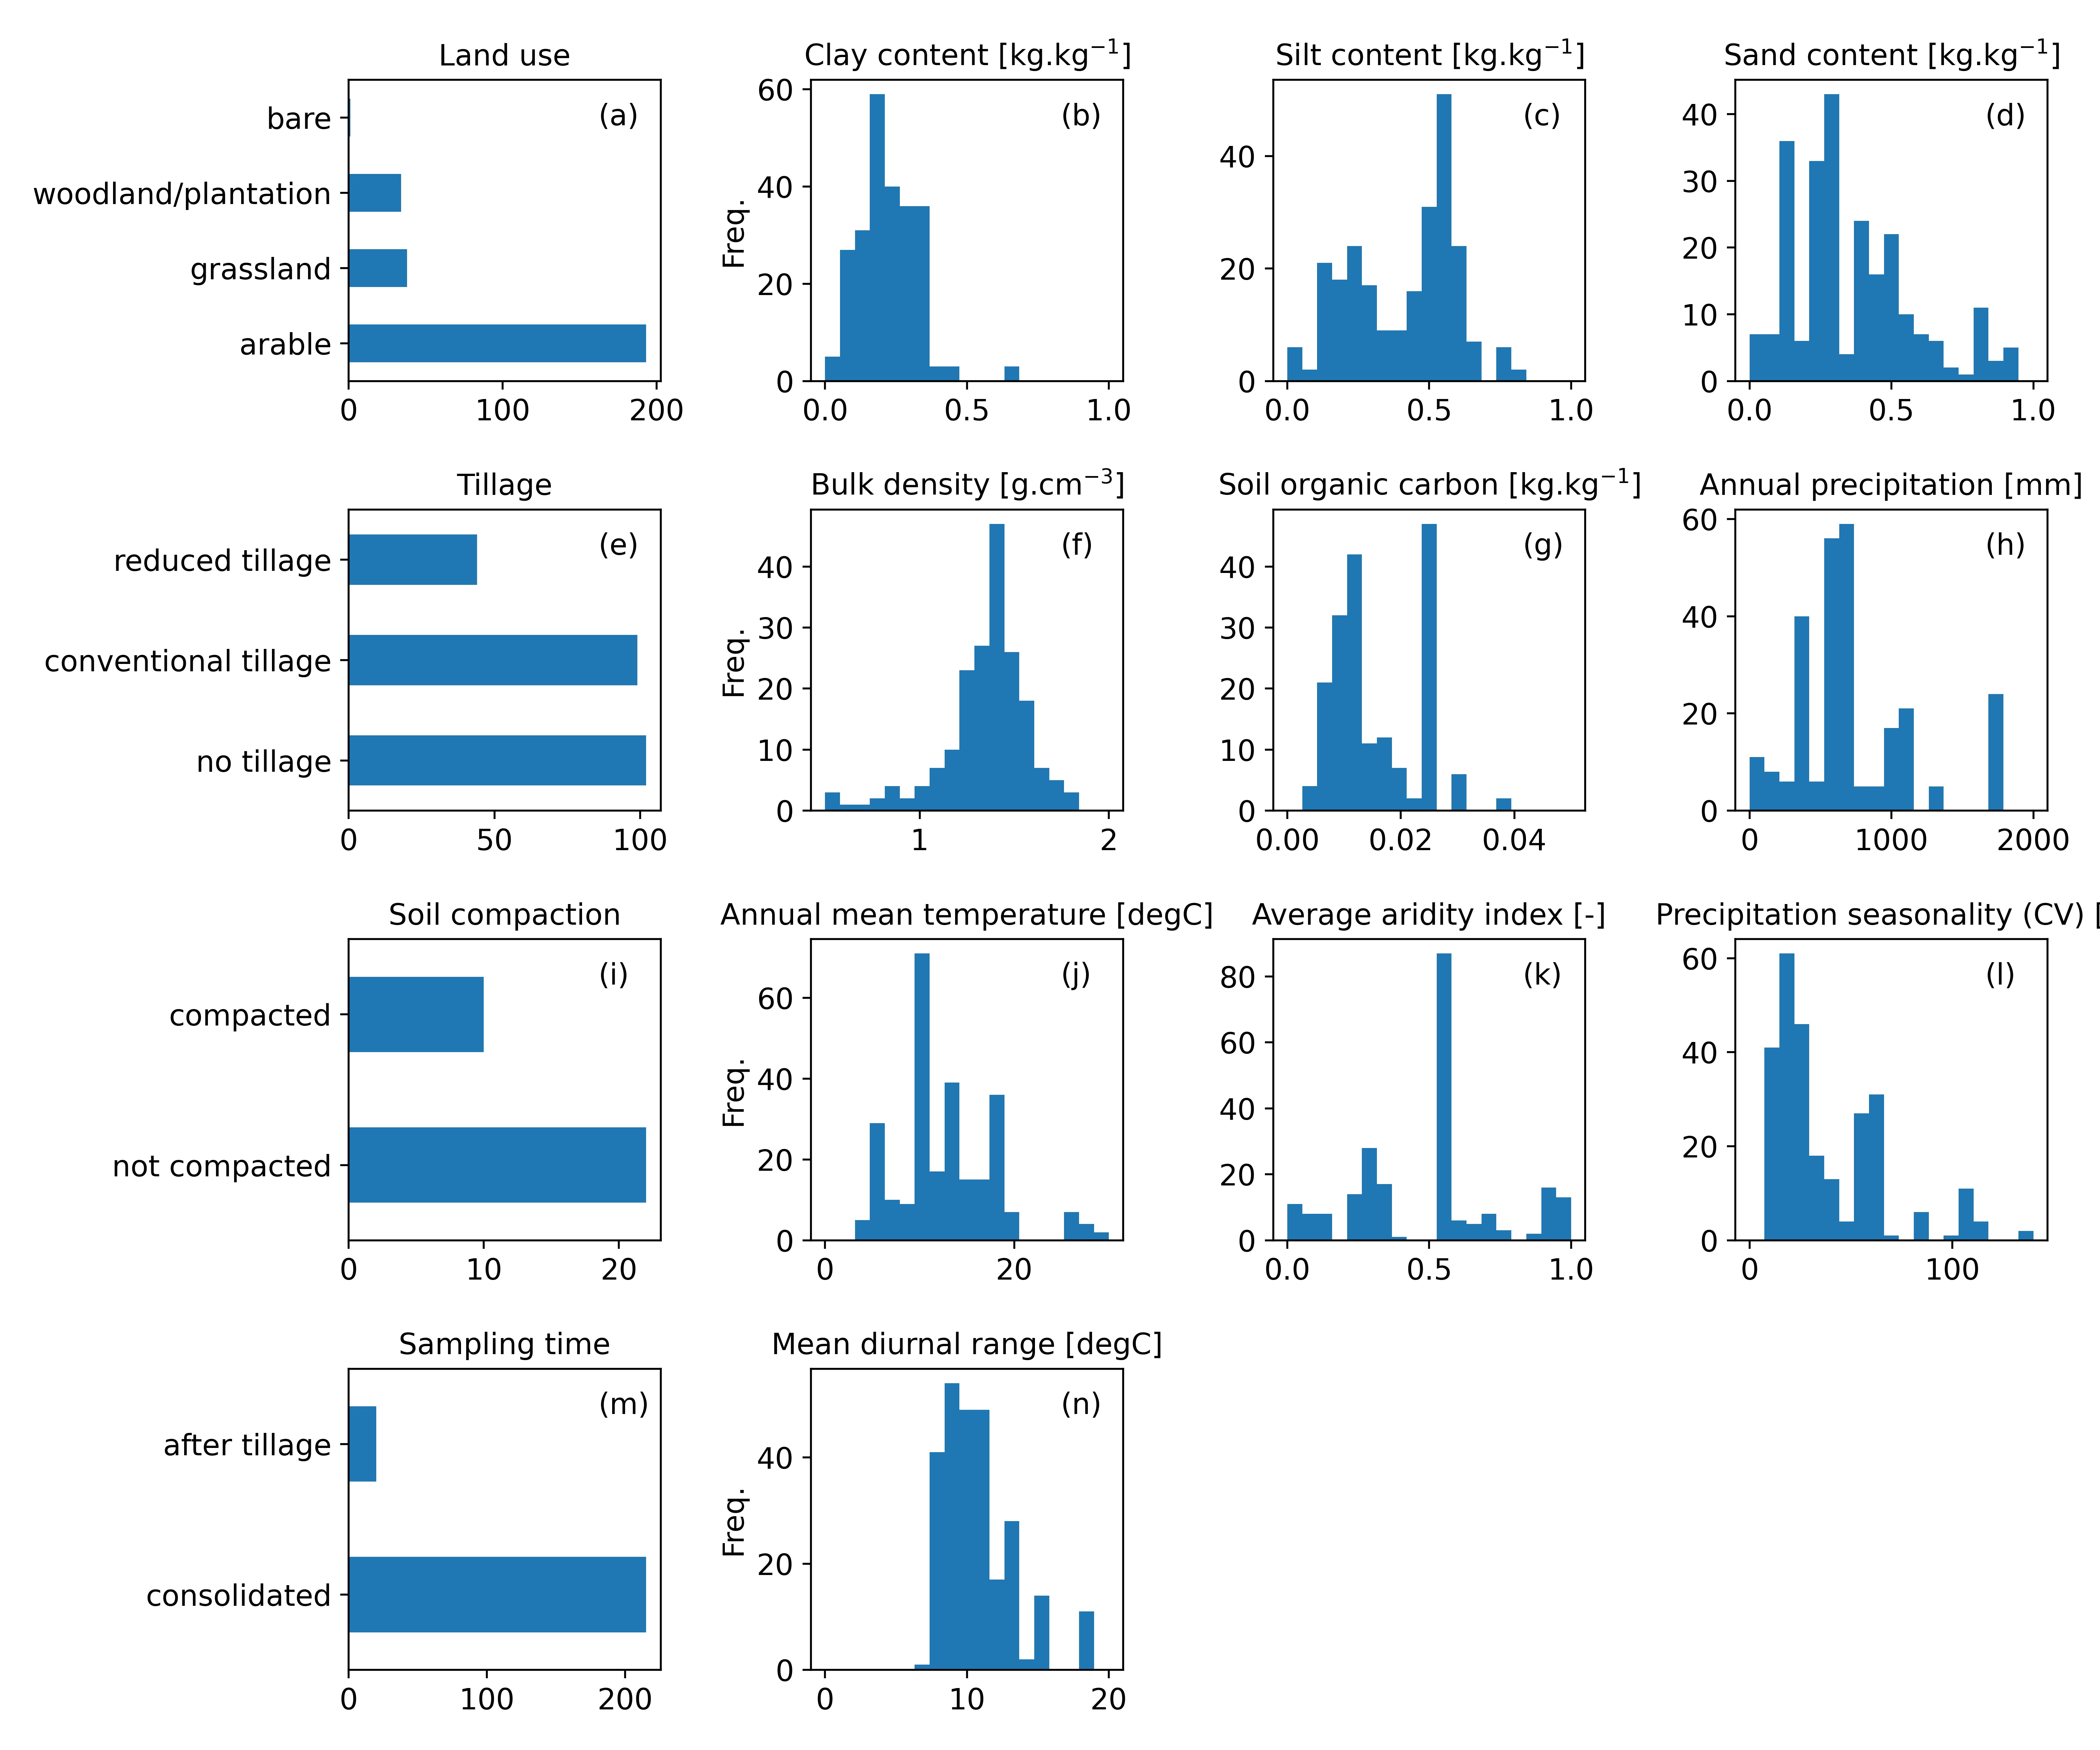 Land use
(a)
bare
woodland/plantation
grassland
arable
0 100 200
Clay content [kg.kg⁻¹]
(b)
Freq.
60
40
20
0
0.0 0.5 1.0
Silt content [kg.kg⁻¹]
(c)
40
20
0
0.0 0.5 1.0
Sand content [kg.kg⁻¹]
(d)
40
30
20
10
0
0.0 0.5 1.0
Tillage
(e)
reduced tillage
conventional tillage
no tillage
0 50 100
Bulk density [g.cm⁻³]
(f)
Freq.
40
30
20
10
0
1 2
Soil organic carbon [kg.kg⁻¹]
(g)
40
30
20
10
0
0.00 0.02 0.04
Annual precipitation [mm]
(h)
60
40
20
0
0 1000 2000
Soil compaction
(i)
compacted
not compacted
0 10 20
Annual mean temperature [degC]
(j)
Freq.
60
40
20
0
0 20
Average aridity index [-]
(k)
80
60
40
20
0
0.0 0.5 1.0
Precipitation seasonality (CV) [
(l)
60
40
20
0
0 100
Sampling time
(m)
after tillage
consolidated
0 100 200
Mean diurnal range [degC]
(n)
Freq.
40
20
0
0 10 20